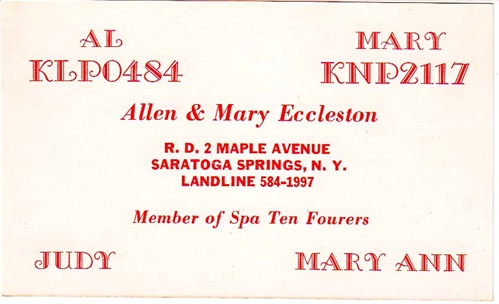 AL
KLP0484
MARY
KNP2117
Allen & Mary Eccleston
R. D. 2 MAPLE AVENUE
SARATOGA SPRINGS, N. Y.
LANDLINE 584-1997
Member of Spa Ten Fourers
JUDY
MARY ANN